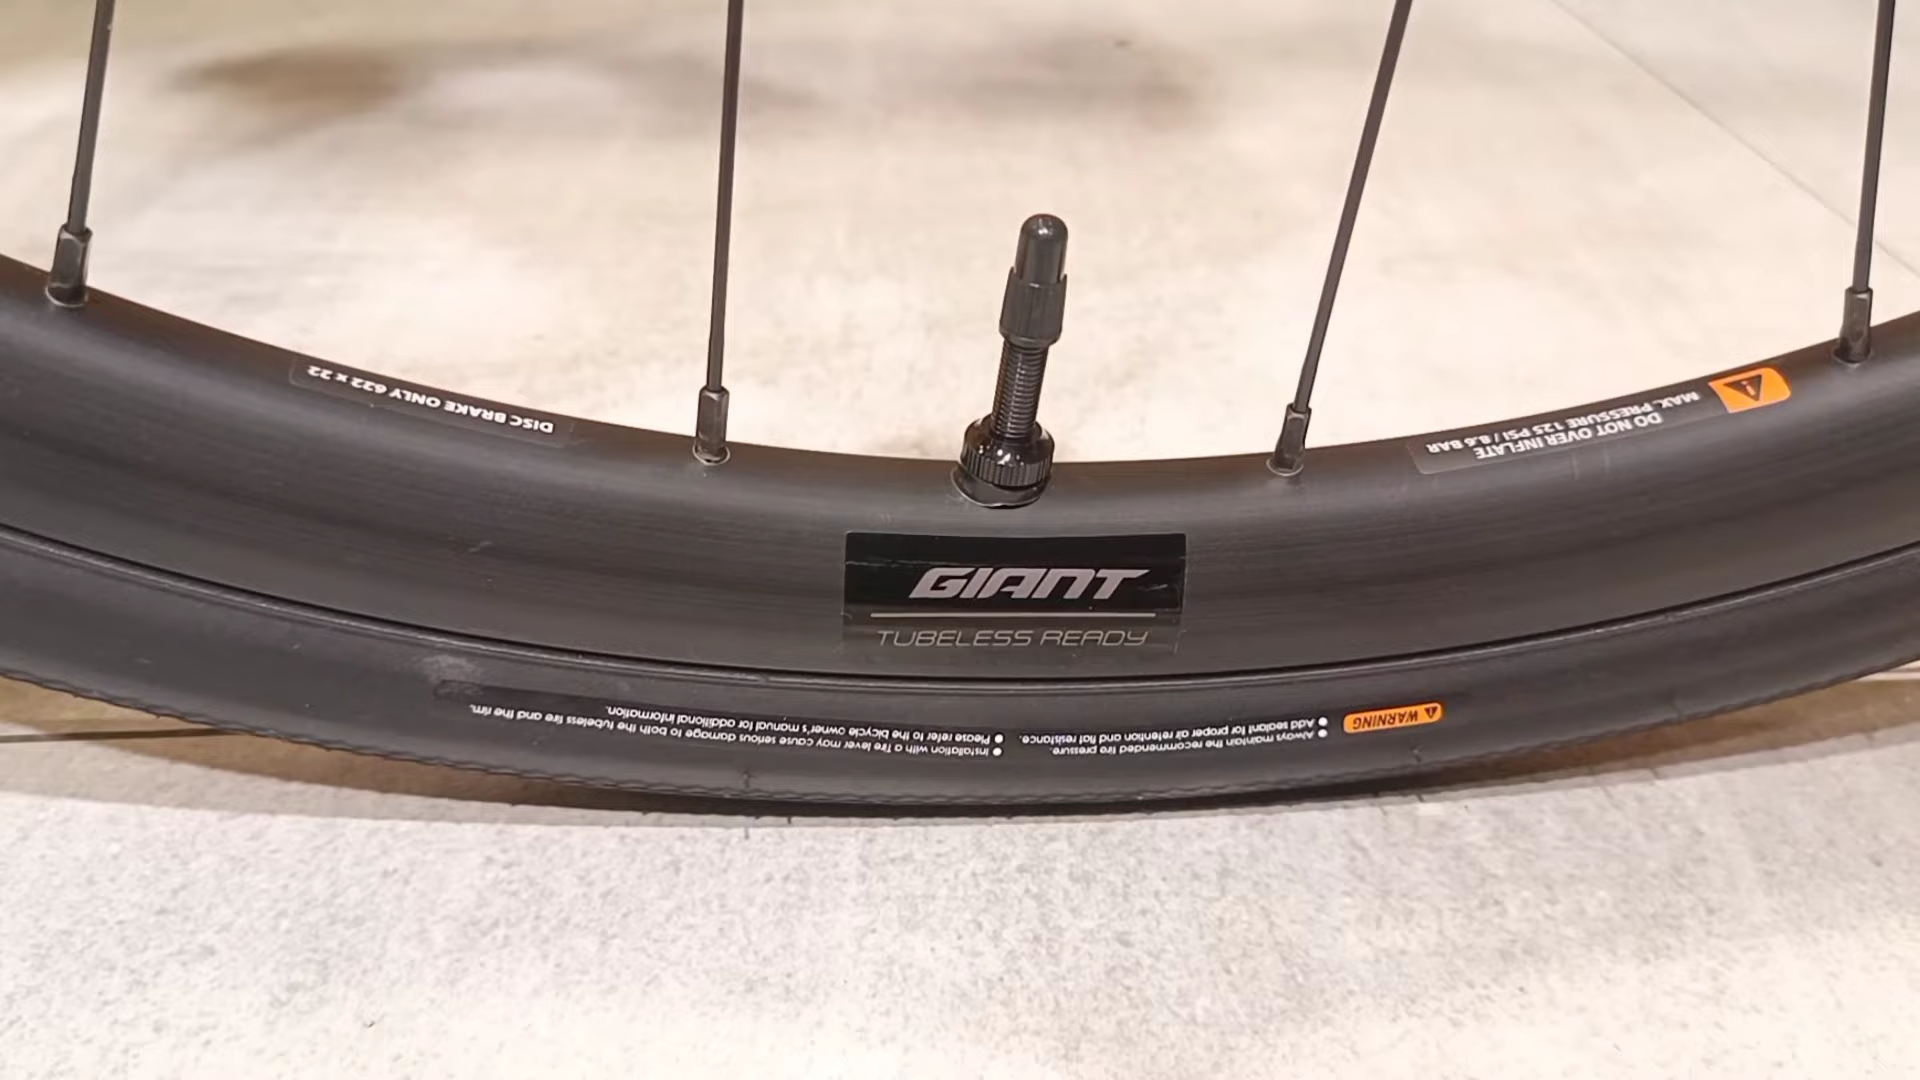 DISC BRAKE ONLY 622 x 22
DO NOT OVER INFLATE
MAX. PRESSURE 125 PSI / 8.6 BAR
GIANT
TUBELESS READY
WARNING
● Always maintain the recommended tire pressure.
● Add sealant for proper air retention and flat resistance.
● Installation with a tire lever may cause serious damage to both the tubeless tire and the rim.
● Please refer to the bicycle owner's manual for additional information.